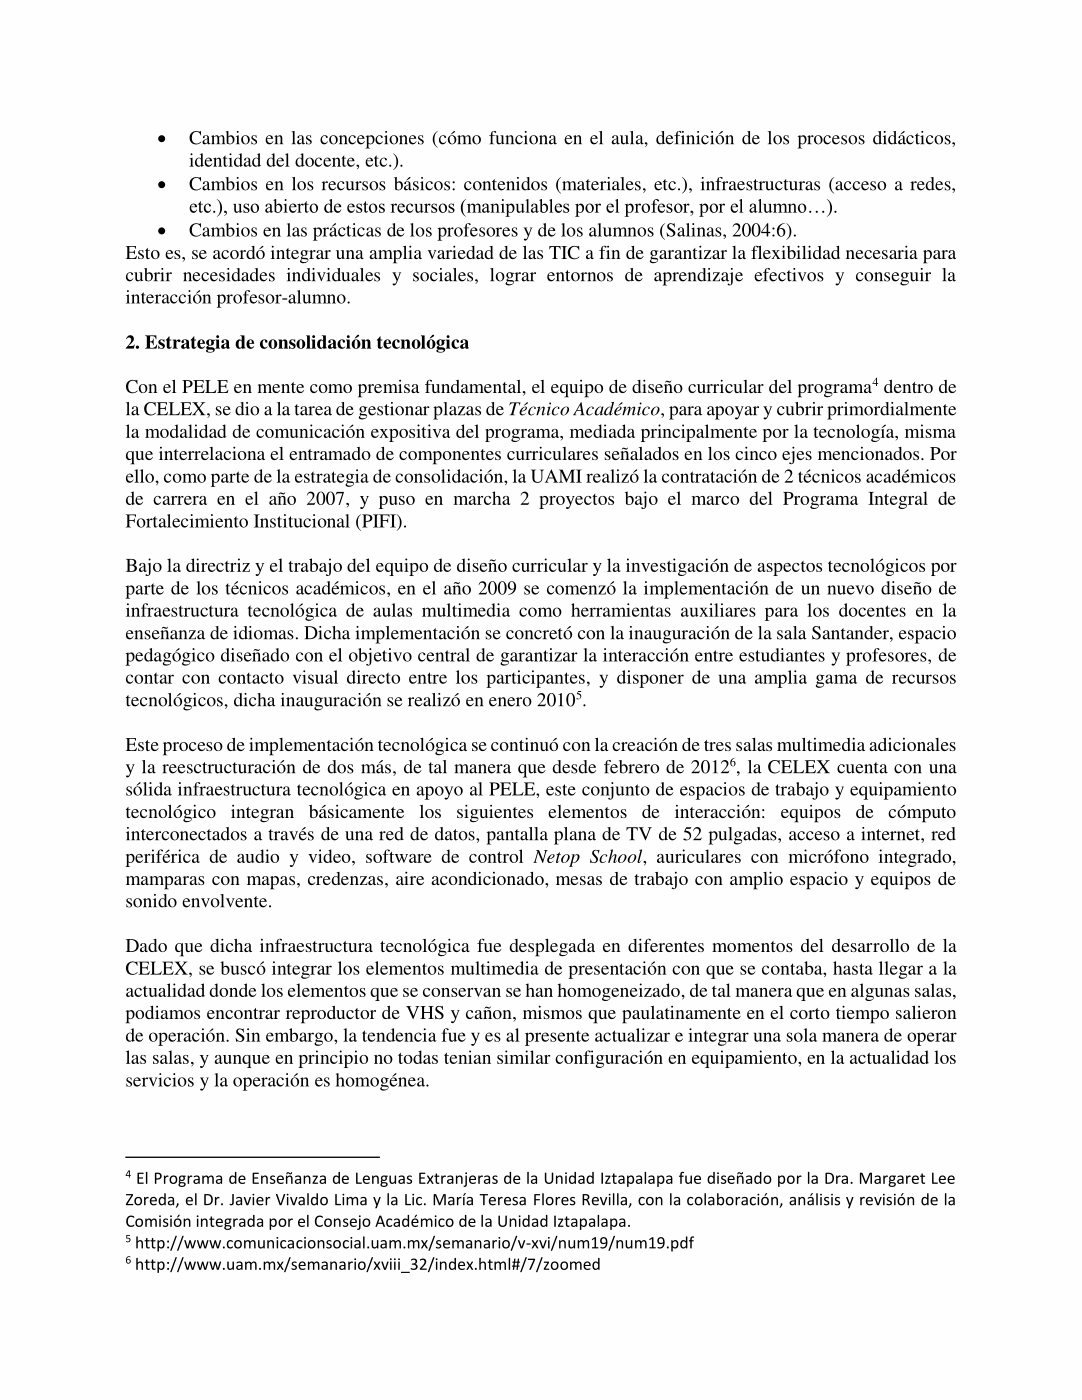 • Cambios en las concepciones (cómo funciona en el aula, definición de los procesos didácticos,
identidad del docente, etc.).
• Cambios en los recursos básicos: contenidos (materiales, etc.), infraestructuras (acceso a redes,
etc.), uso abierto de estos recursos (manipulables por el profesor, por el alumno…).
• Cambios en las prácticas de los profesores y de los alumnos (Salinas, 2004:6).
Esto es, se acordó integrar una amplia variedad de las TIC a fin de garantizar la flexibilidad necesaria para
cubrir necesidades individuales y sociales, lograr entornos de aprendizaje efectivos y conseguir la
interacción profesor-alumno.
2. Estrategia de consolidación tecnológica
Con el PELE en mente como premisa fundamental, el equipo de diseño curricular del programa4 dentro de
la CELEX, se dio a la tarea de gestionar plazas de Técnico Académico, para apoyar y cubrir primordialmente
la modalidad de comunicación expositiva del programa, mediada principalmente por la tecnología, misma
que interrelaciona el entramado de componentes curriculares señalados en los cinco ejes mencionados. Por
ello, como parte de la estrategia de consolidación, la UAMI realizó la contratación de 2 técnicos académicos
de carrera en el año 2007, y puso en marcha 2 proyectos bajo el marco del Programa Integral de
Fortalecimiento Institucional (PIFI).
Bajo la directriz y el trabajo del equipo de diseño curricular y la investigación de aspectos tecnológicos por
parte de los técnicos académicos, en el año 2009 se comenzó la implementación de un nuevo diseño de
infraestructura tecnológica de aulas multimedia como herramientas auxiliares para los docentes en la
enseñanza de idiomas. Dicha implementación se concretó con la inauguración de la sala Santander, espacio
pedagógico diseñado con el objetivo central de garantizar la interacción entre estudiantes y profesores, de
contar con contacto visual directo entre los participantes, y disponer de una amplia gama de recursos
tecnológicos, dicha inauguración se realizó en enero 20105.
Este proceso de implementación tecnológica se continuó con la creación de tres salas multimedia adicionales
y la reesctructuración de dos más, de tal manera que desde febrero de 20126, la CELEX cuenta con una
sólida infraestructura tecnológica en apoyo al PELE, este conjunto de espacios de trabajo y equipamiento
tecnológico integran básicamente los siguientes elementos de interacción: equipos de cómputo
interconectados a través de una red de datos, pantalla plana de TV de 52 pulgadas, acceso a internet, red
periférica de audio y video, software de control Netop School, auriculares con micrófono integrado,
mamparas con mapas, credenzas, aire acondicionado, mesas de trabajo con amplio espacio y equipos de
sonido envolvente.
Dado que dicha infraestructura tecnológica fue desplegada en diferentes momentos del desarrollo de la
CELEX, se buscó integrar los elementos multimedia de presentación con que se contaba, hasta llegar a la
actualidad donde los elementos que se conservan se han homogeneizado, de tal manera que en algunas salas,
podiamos encontrar reproductor de VHS y cañon, mismos que paulatinamente en el corto tiempo salieron
de operación. Sin embargo, la tendencia fue y es al presente actualizar e integrar una sola manera de operar
las salas, y aunque en principio no todas tenian similar configuración en equipamiento, en la actualidad los
servicios y la operación es homogénea.
4 El Programa de Enseñanza de Lenguas Extranjeras de la Unidad Iztapalapa fue diseñado por la Dra. Margaret Lee
Zoreda, el Dr. Javier Vivaldo Lima y la Lic. María Teresa Flores Revilla, con la colaboración, análisis y revisión de la
Comisión integrada por el Consejo Académico de la Unidad Iztapalapa.
5 http://www.comunicacionsocial.uam.mx/semanario/v-xvi/num19/num19.pdf
6 http://www.uam.mx/semanario/xviii_32/index.html#/7/zoomed